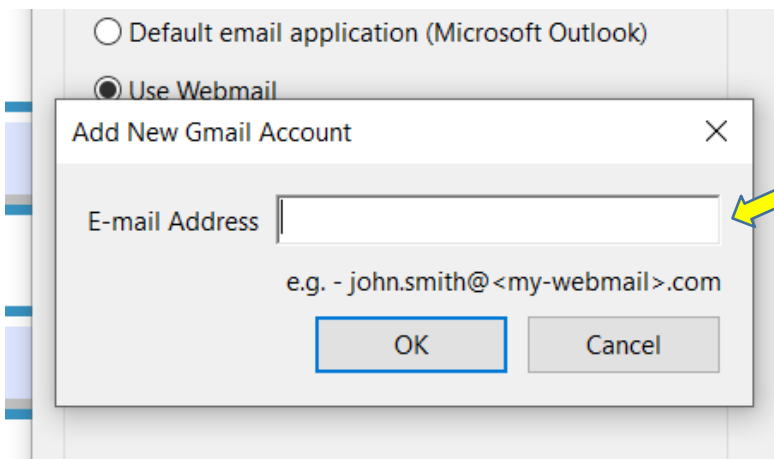 Default email application (Microsoft Outlook)
Use Webmail
Add New Gmail Account
E-mail Address
e.g. - john.smith@<my-webmail>.com
OK Cancel